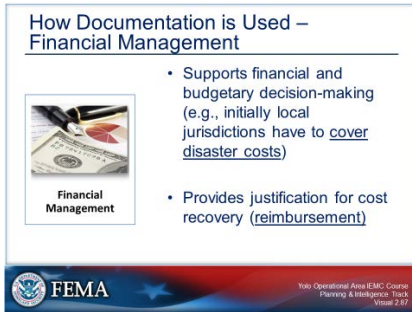 How Documentation is Used –
Financial Management
• Supports financial and
budgetary decision-making
(e.g., initially local
jurisdictions have to cover
disaster costs)
Financial
Management
• Provides justification for cost
recovery (reimbursement)
FEMA
Yolo Operational Area IEMC Course
Planning & Intelligence Track
Visual 2.67